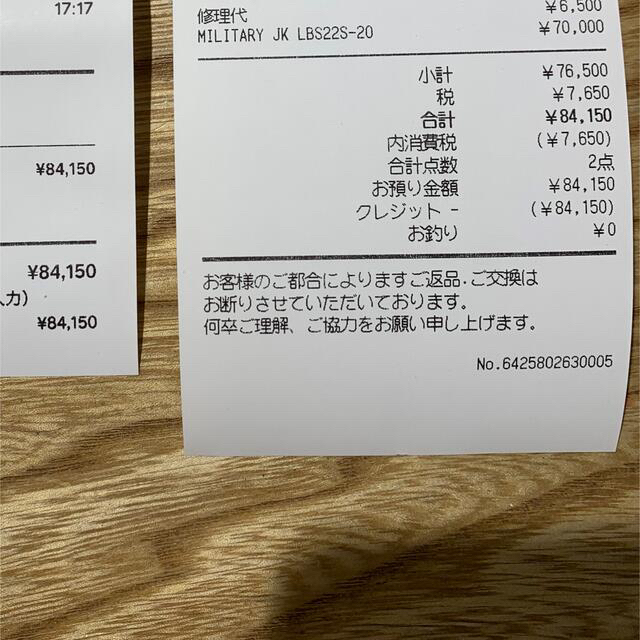 17:17
¥84,150
¥84,150
入力)
¥84,150
修理代 ¥6,500
MILITARY JK LBS22S-20 ¥70,000
小計 ¥76,500
税 ¥7,650
合計 ¥84,150
内消費税 (¥7,650)
合計点数 2点
お預り金額 ¥84,150
クレジット - (¥84,150)
お釣り ¥0
お客様のご都合によりますご返品.ご交換は
お断りさせていただいております。
何卒ご理解、ご協力をお願い申し上げます。
No.6425802630005